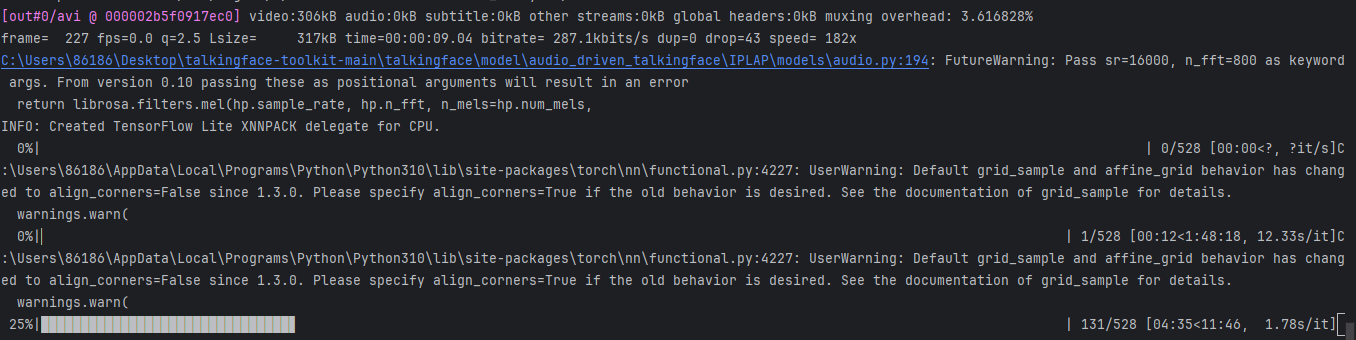 [out#0/avi @ 000002b5f0917ec0] video:306kB audio:0kB subtitle:0kB other streams:0kB global headers:0kB muxing overhead: 3.616828%
frame=  227 fps=0.0 q=2.5 Lsize=     317kB time=00:00:09.04 bitrate= 287.1kbits/s dup=0 drop=43 speed= 182x
C:\Users\86186\Desktop\talkingface-toolkit-main\talkingface\model\audio_driven_talkingface\IPLAP\models\audio.py:194: FutureWarning: Pass sr=16000, n_fft=800 as keyword
 args. From version 0.10 passing these as positional arguments will result in an error
  return librosa.filters.mel(hp.sample_rate, hp.n_fft, n_mels=hp.num_mels,
INFO: Created TensorFlow Lite XNNPACK delegate for CPU.
  0%|          | 0/528 [00:00<?, ?it/s]C
:\Users\86186\AppData\Local\Programs\Python\Python310\lib\site-packages\torch\nn\functional.py:4227: UserWarning: Default grid_sample and affine_grid behavior has chang
ed to align_corners=False since 1.3.0. Please specify align_corners=True if the old behavior is desired. See the documentation of grid_sample for details.
  warnings.warn(
  0%|          | 1/528 [00:12<1:48:18, 12.33s/it]C
:\Users\86186\AppData\Local\Programs\Python\Python310\lib\site-packages\torch\nn\functional.py:4227: UserWarning: Default grid_sample and affine_grid behavior has chang
ed to align_corners=False since 1.3.0. Please specify align_corners=True if the old behavior is desired. See the documentation of grid_sample for details.
  warnings.warn(
 25%|          | 131/528 [04:35<11:46,  1.78s/it]